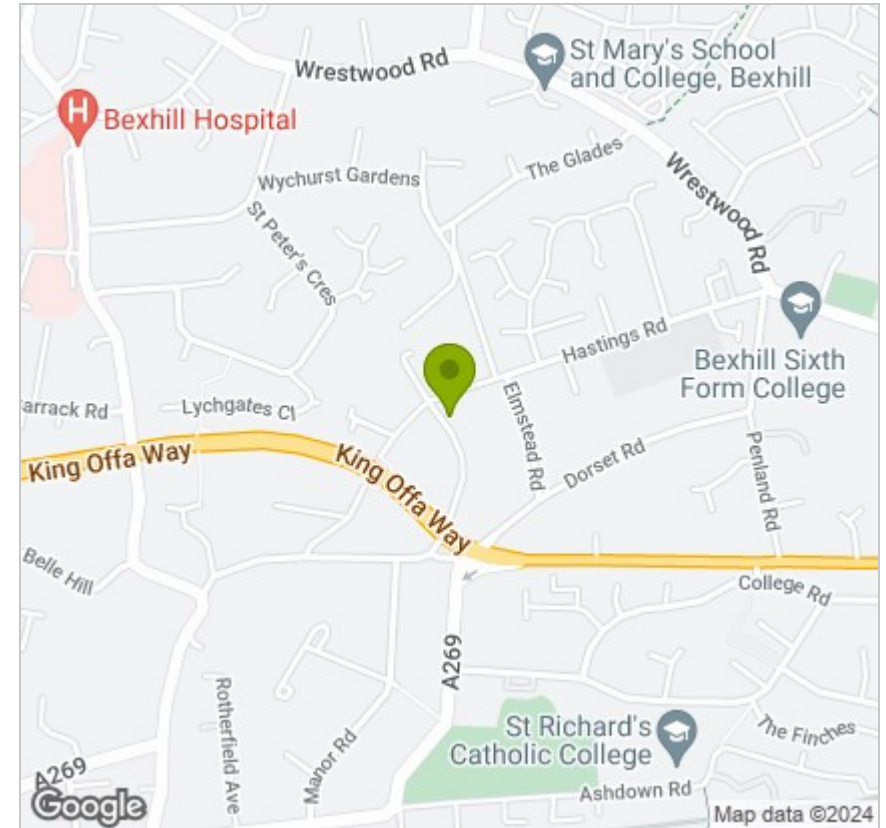 Wrestwood Rd
St Mary's School
and College, Bexhill
H
Bexhill Hospital
The Glades
Wychurst Gardens
Wrestwood Rd
St Peter's Cres
Hastings Rd
Bexhill Sixth
Form College
Elmstead Rd
arrack Rd
Lychgates Cl
King Offa Way
King Offa Way
Dorset Rd
Penland Rd
Belle Hill
College Rd
A269
Rotherfield Ave
Manor Rd
St Richard's
Catholic College
The Finches
A269
Ashdown Rd
Google
Map data ©2024